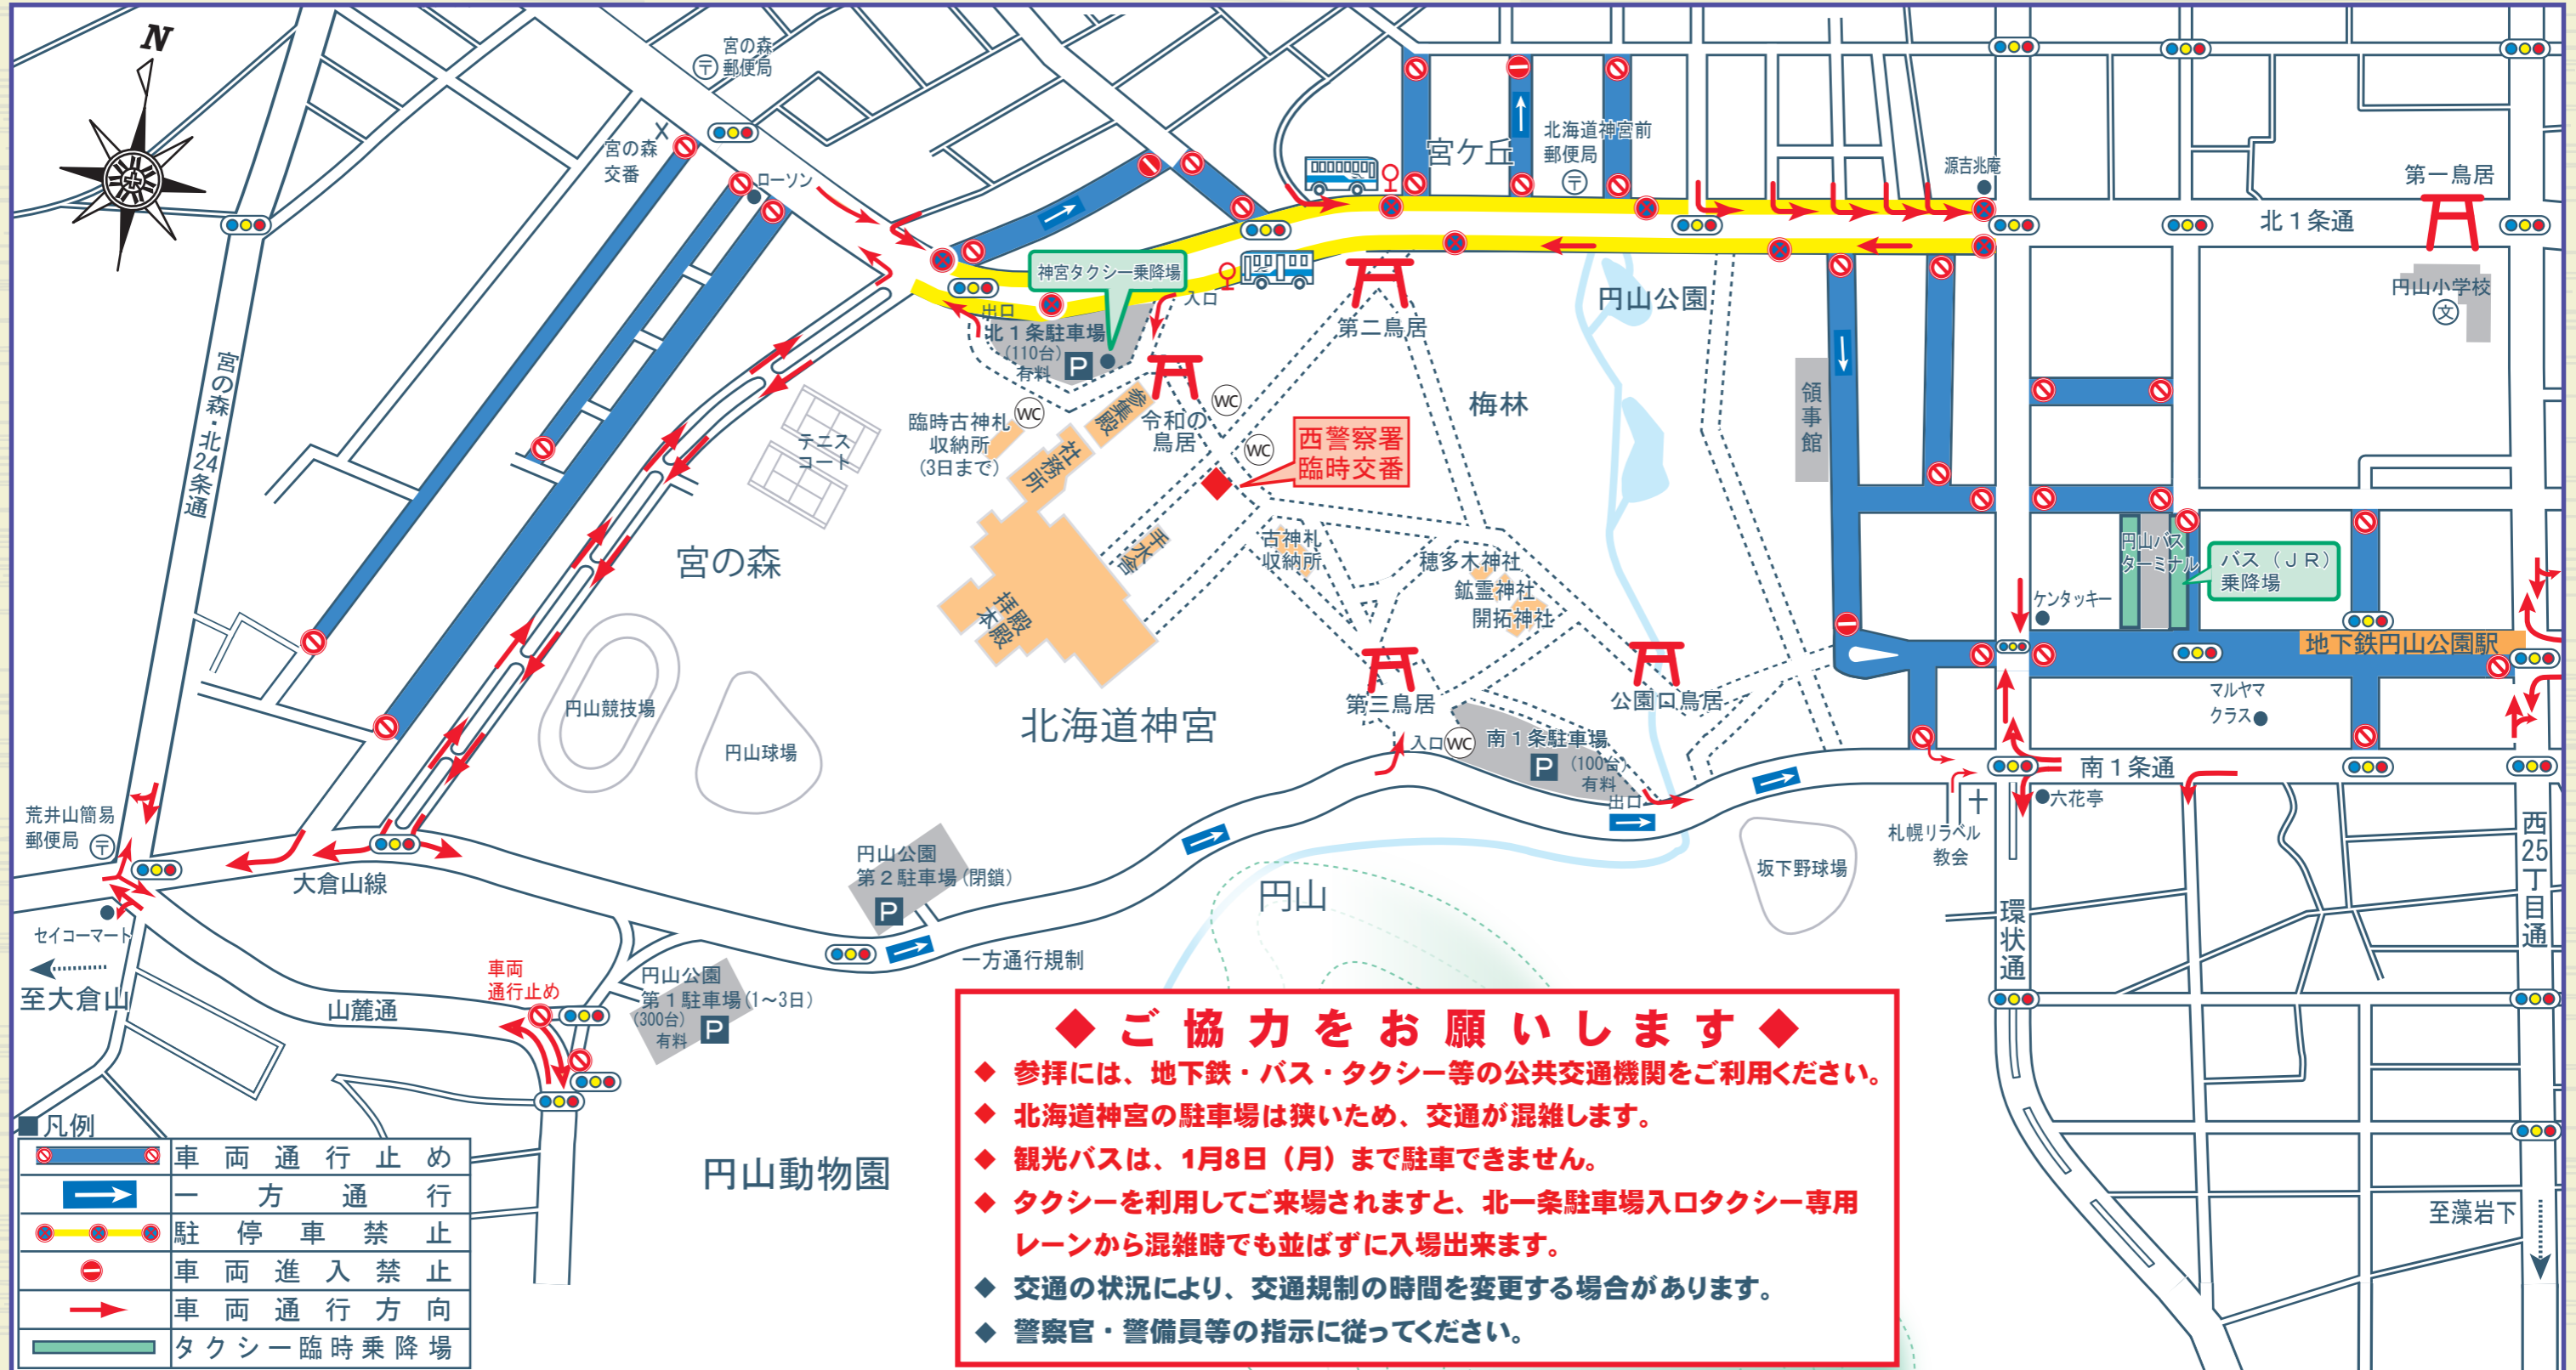 N
宮の森
郵便局
〒
宮の森
交番
ローソン
宮ケ丘
北海道神宮前
郵便局
〒
源吉兆庵
第一鳥居
北１条通
円山小学校
文
神宮タクシー乗降場
出口
入口
北１条駐車場
(110台)
有料
P
第二鳥居
円山公園
梅林
領事館
宮の森・北24条通
テニス
コート
臨時古神札
収納所
(3日まで)
WC
参集殿
令和の
鳥居
WC
WC
社務所
西警察署
臨時交番
手水舎
古神札
収納所
穂多木神社
鉱霊神社
開拓神社
拝殿
本殿
宮の森
円山競技場
円山球場
北海道神宮
第三鳥居
公園口鳥居
入口
WC
南１条駐車場
P
(100台)
有料
出口
円山バス
ターミナル
バス（ＪＲ）
乗降場
ケンタッキー
地下鉄円山公園駅
マルヤマ
クラス
南１条通
六花亭
札幌リラベル
教会
坂下野球場
環状通
西25丁目通
至藻岩下
荒井山簡易
郵便局
〒
大倉山線
セイコーマート
至大倉山
山麓通
車両
通行止め
円山公園
第２駐車場(閉鎖)
P
一方通行規制
円山公園
第１駐車場(1～3日)
(300台)
有料
P
円山
円山動物園
◆ご協力をお願いします◆
◆ 参拝には、地下鉄・バス・タクシー等の公共交通機関をご利用ください。
◆ 北海道神宮の駐車場は狭いため、交通が混雑します。
◆ 観光バスは、1月8日（月）まで駐車できません。
◆ タクシーを利用してご来場されますと、北一条駐車場入口タクシー専用
レーンから混雑時でも並ばずに入場出来ます。
◆ 交通の状況により、交通規制の時間を変更する場合があります。
◆ 警察官・警備員等の指示に従ってください。
■凡例
車両通行止め
一方通行
駐停車禁止
車両進入禁止
車両通行方向
タクシー臨時乗降場